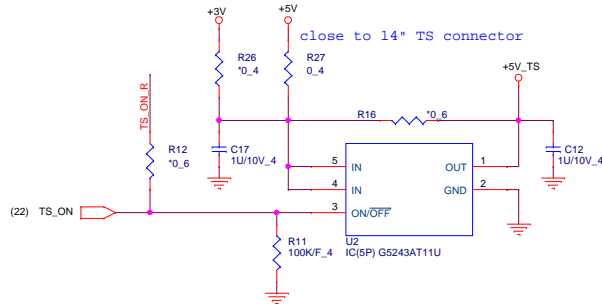 +3V +5V
close to 14" TS connector
R26
*0_4
R27
0_4
+5V_TS
TS_ON_R
R16 *0_6
R12
*0_6
C17
1U/10V_4
C12
1U/10V_4
5 IN OUT 1
4 IN GND 2
(22) TS_ON
3 ON/OFF
R11
100K/F_4
U2
IC(5P) G5243AT11U